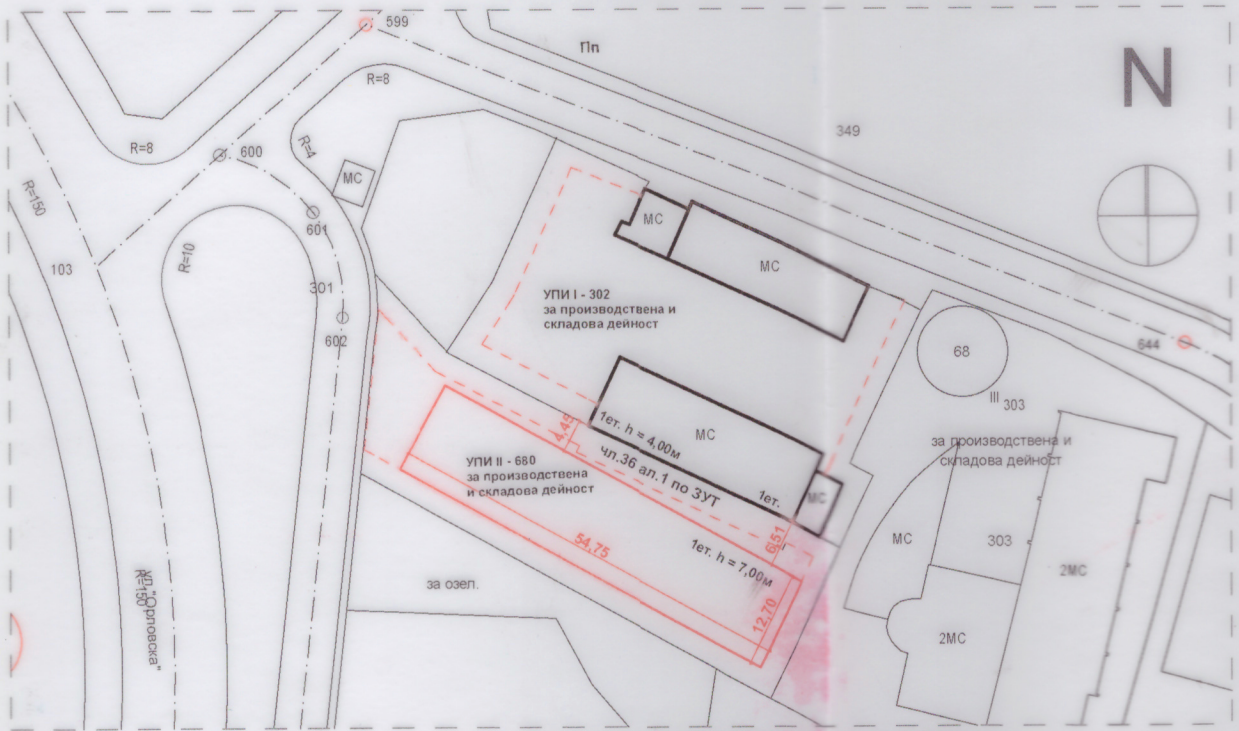 599
Пп
N
R=8
349
R=8
600
R=4
МС
R=150
601
МС
R=10
МС
103
301
УПИ I - 302
за производствена и
складова дейност
602
644
68
III 303
4,45
1ет. h = 4,00м
МС
за производствена и
складова дейност
чл.36 ал.1 по ЗУТ
УПИ II - 680
за производствена
и складова дейност
1ет.
МС
6,51
54,75
1ет. h = 7,00м
МС
303
2МС
за озел.
R=150
ул."Орловска"
12,70
2МС